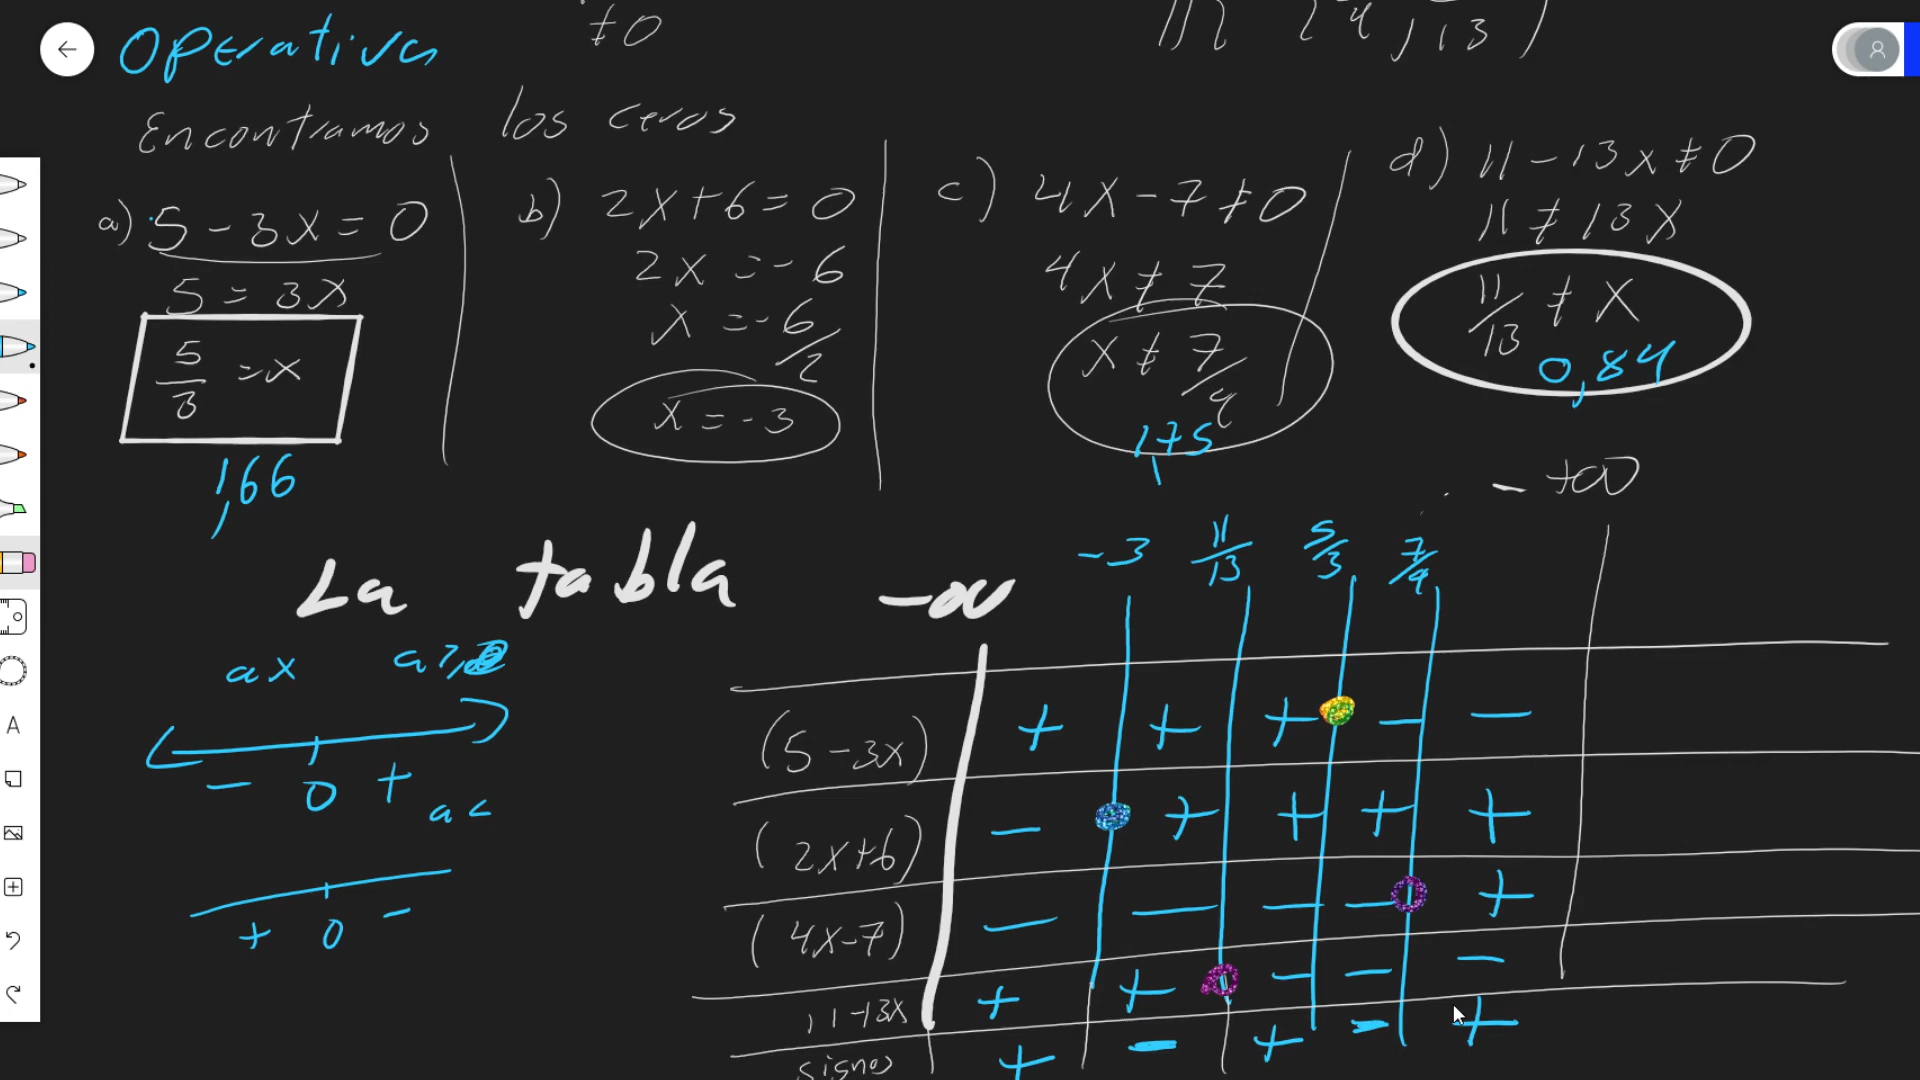 Operativa
≠0
Encontramos los ceros
a) 5-3x=0
5=3x
5/3 =x
1,66
b) 2x+6=0
2x=-6
x=-6/2
x=-3
c) 4x-7≠0
4x≠7
x≠7/4
1,75
d) 11-13x≠0
11≠13x
11/13≠x
0,84
La tabla
-∞ -3 11/13 5/3 7/4 +∞
ax
- 0 +
a<
+ 0 -
(5-3x) + + + - -
(2x+6) - + + + +
(4x-7) - - - - +
11-13x + + - - -
signos + - + - +
A